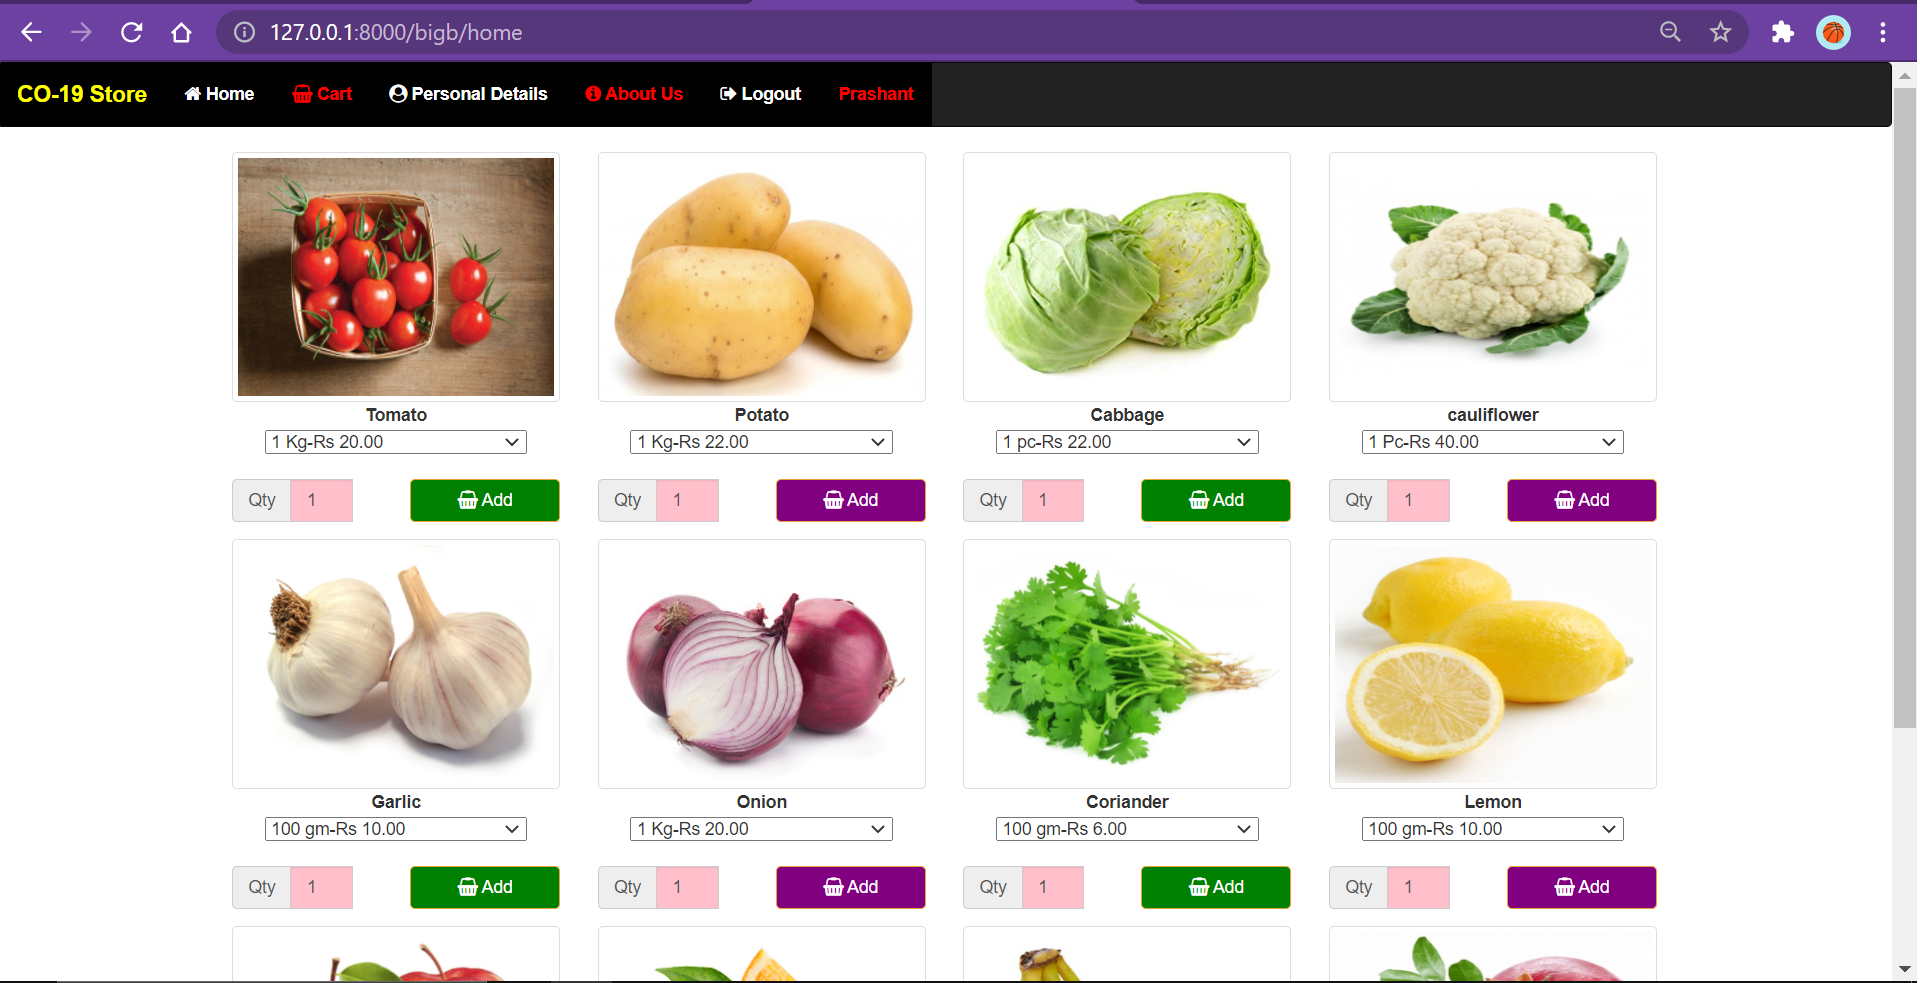 127.0.0.1:8000/bigb/home
CO-19 Store Home Cart Personal Details About Us Logout Prashant
Tomato Potato Cabbage cauliflower
1 Kg-Rs 20.00 1 Kg-Rs 22.00 1 pc-Rs 22.00 1 Pc-Rs 40.00
Qty 1 Add Qty 1 Add Qty 1 Add Qty 1 Add
Garlic Onion Coriander Lemon
100 gm-Rs 10.00 1 Kg-Rs 20.00 100 gm-Rs 6.00 100 gm-Rs 10.00
Qty 1 Add Qty 1 Add Qty 1 Add Qty 1 Add